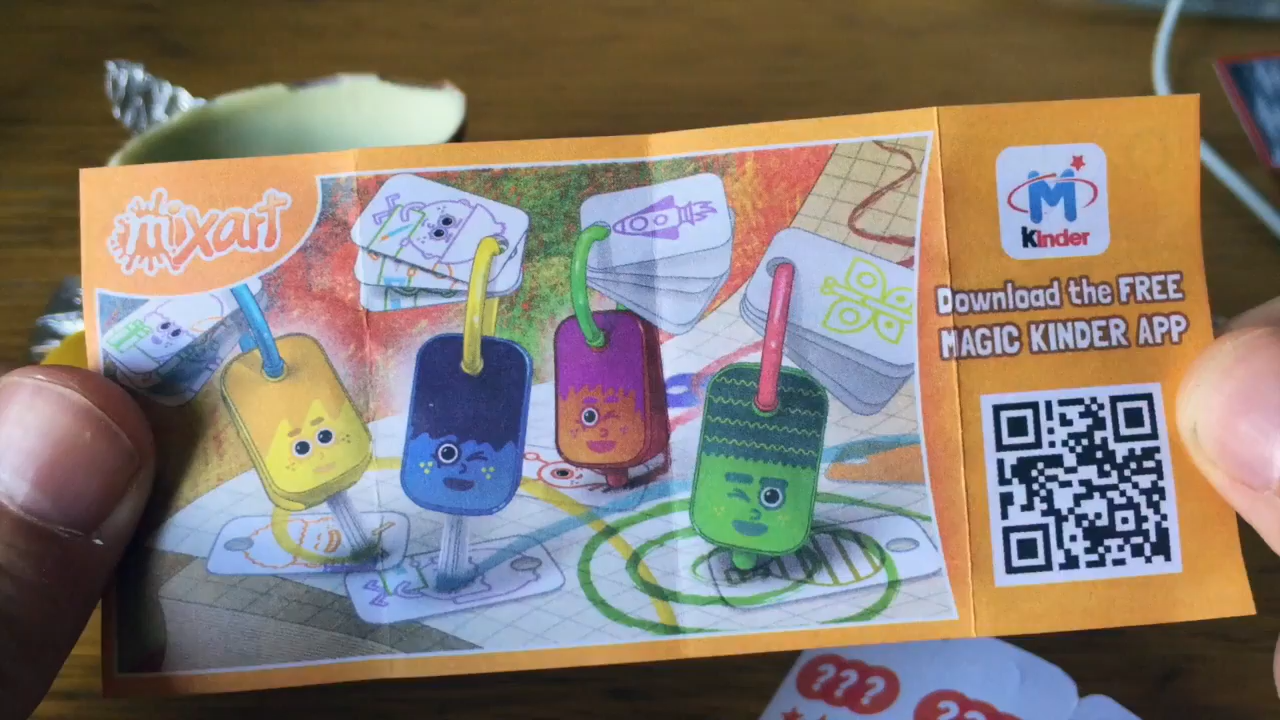 mixart
Kinder
Download the FREE
MAGIC KINDER APP
???
??